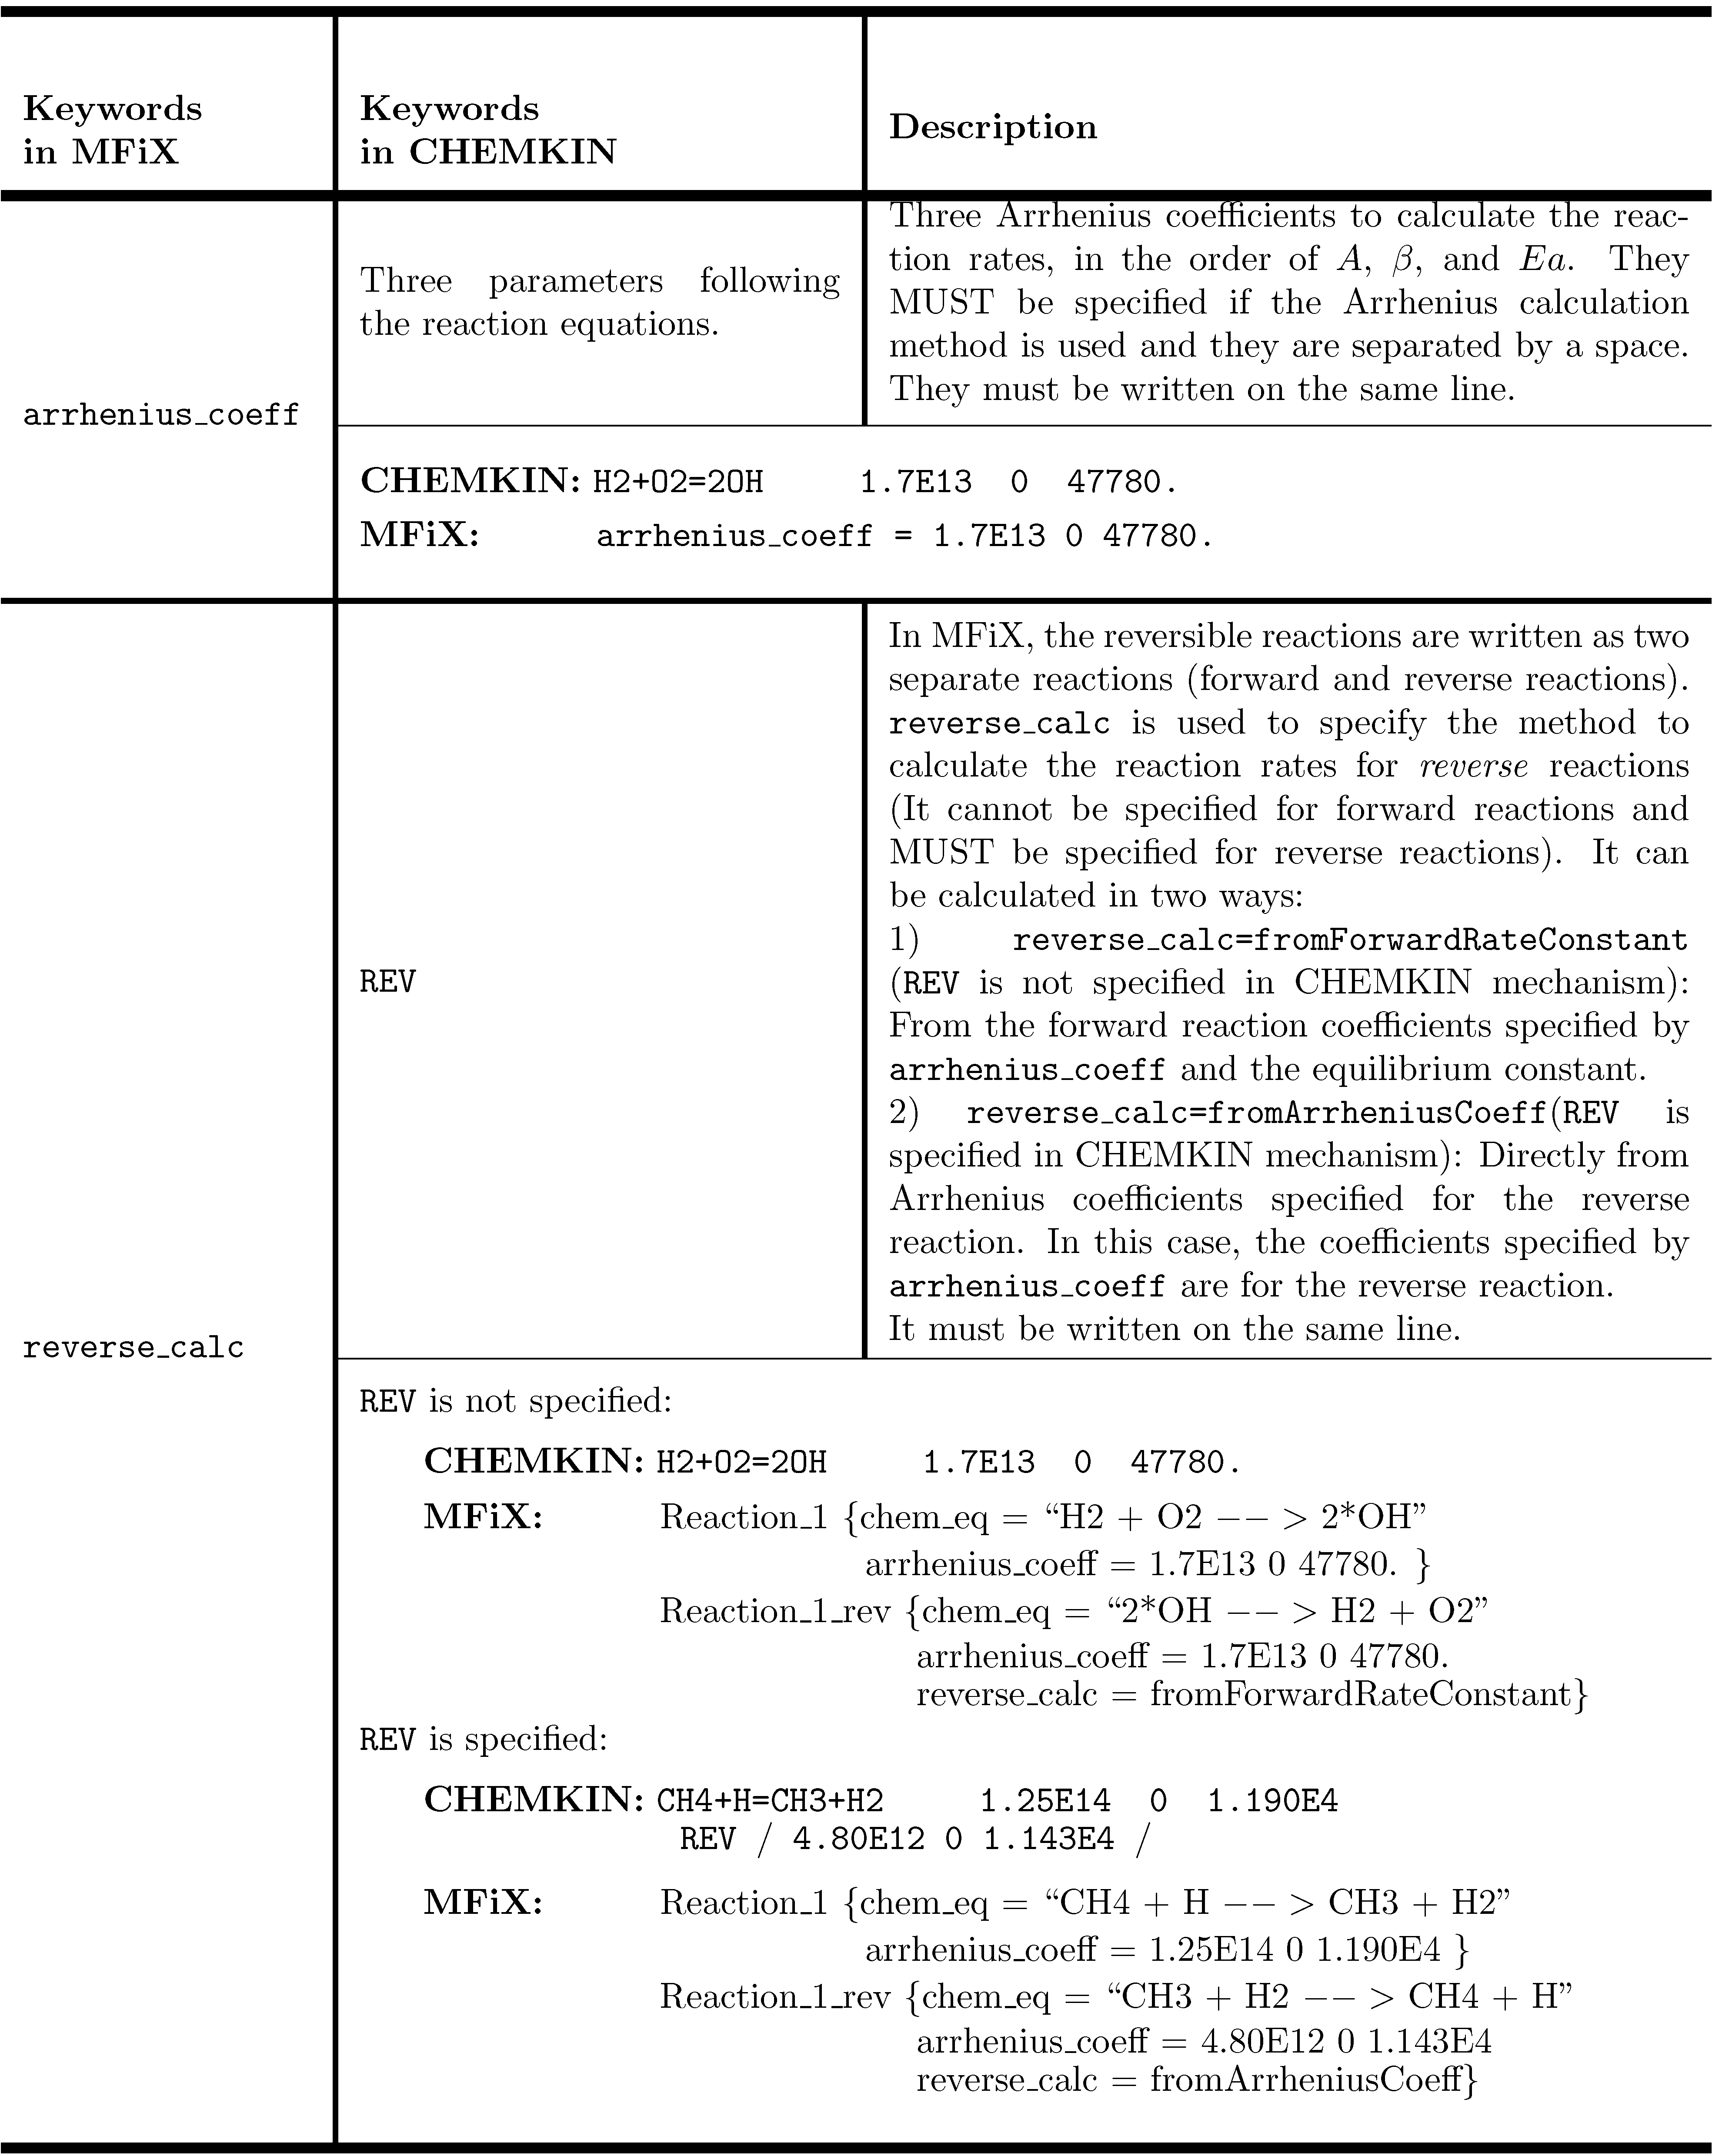 Keywords
in MFiX
Keywords
in CHEMKIN
Description
arrhenius_coeff
Three parameters following
the reaction equations.
Three Arrhenius coefficients to calculate the reac-
tion rates, in the order of A, β, and Ea. They
MUST be specified if the Arrhenius calculation
method is used and they are separated by a space.
They must be written on the same line.
CHEMKIN: H2+O2=2OH 1.7E13 0 47780.
MFiX: arrhenius_coeff = 1.7E13 0 47780.
reverse_calc
REV
In MFiX, the reversible reactions are written as two
separate reactions (forward and reverse reactions).
reverse_calc is used to specify the method to
calculate the reaction rates for reverse reactions
(It cannot be specified for forward reactions and
MUST be specified for reverse reactions). It can
be calculated in two ways:
1) reverse_calc=fromForwardRateConstant
(REV is not specified in CHEMKIN mechanism):
From the forward reaction coefficients specified by
arrhenius_coeff and the equilibrium constant.
2) reverse_calc=fromArrheniusCoeff(REV is
specified in CHEMKIN mechanism): Directly from
Arrhenius coefficients specified for the reverse
reaction. In this case, the coefficients specified by
arrhenius_coeff are for the reverse reaction.
It must be written on the same line.
REV is not specified:
CHEMKIN: H2+O2=2OH 1.7E13 0 47780.
MFiX: Reaction_1 {chem_eq = “H2 + O2 −− > 2*OH”
arrhenius_coeff = 1.7E13 0 47780. }
Reaction_1_rev {chem_eq = “2*OH −− > H2 + O2”
arrhenius_coeff = 1.7E13 0 47780.
reverse_calc = fromForwardRateConstant}
REV is specified:
CHEMKIN: CH4+H=CH3+H2 1.25E14 0 1.190E4
REV / 4.80E12 0 1.143E4 /
MFiX: Reaction_1 {chem_eq = “CH4 + H −− > CH3 + H2”
arrhenius_coeff = 1.25E14 0 1.190E4 }
Reaction_1_rev {chem_eq = “CH3 + H2 −− > CH4 + H”
arrhenius_coeff = 4.80E12 0 1.143E4
reverse_calc = fromArrheniusCoeff}